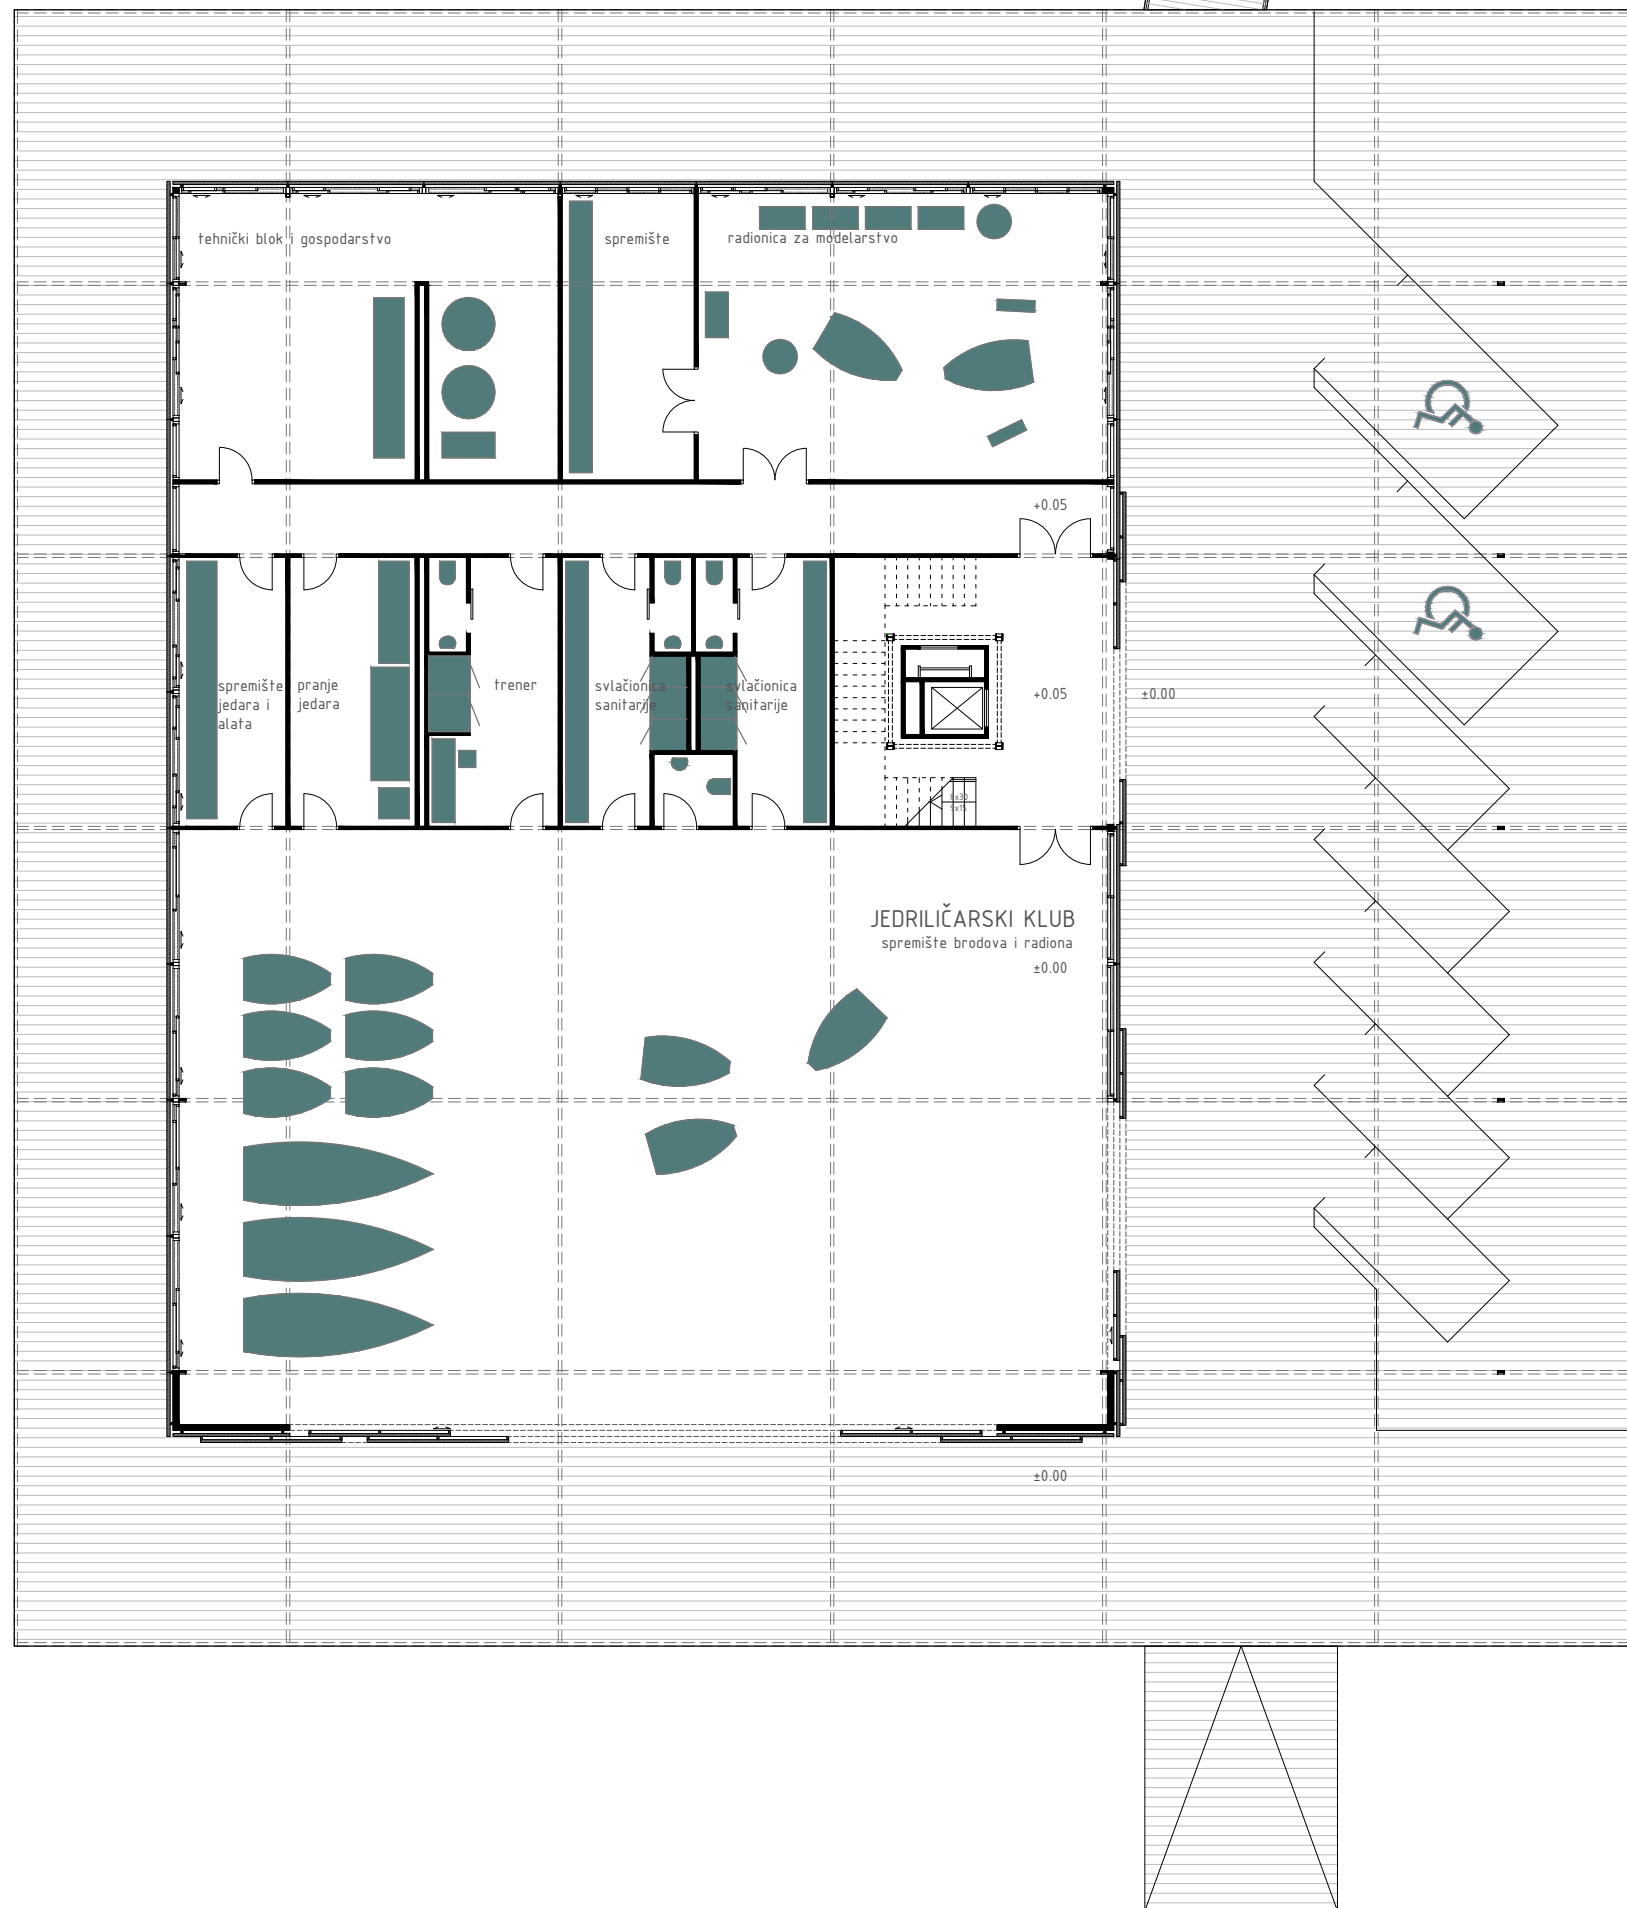 tehnički blok i gospodarstvo
spremište
radionica za modelarstvo
+0.05
spremište
jedara i
alata
pranje
jedara
trener
svlačionica
sanitarije
svlačionica
sanitarije
+0.05
±0.00
JEDRILIČARSKI KLUB
spremište brodova i radiona
±0.00
±0.00